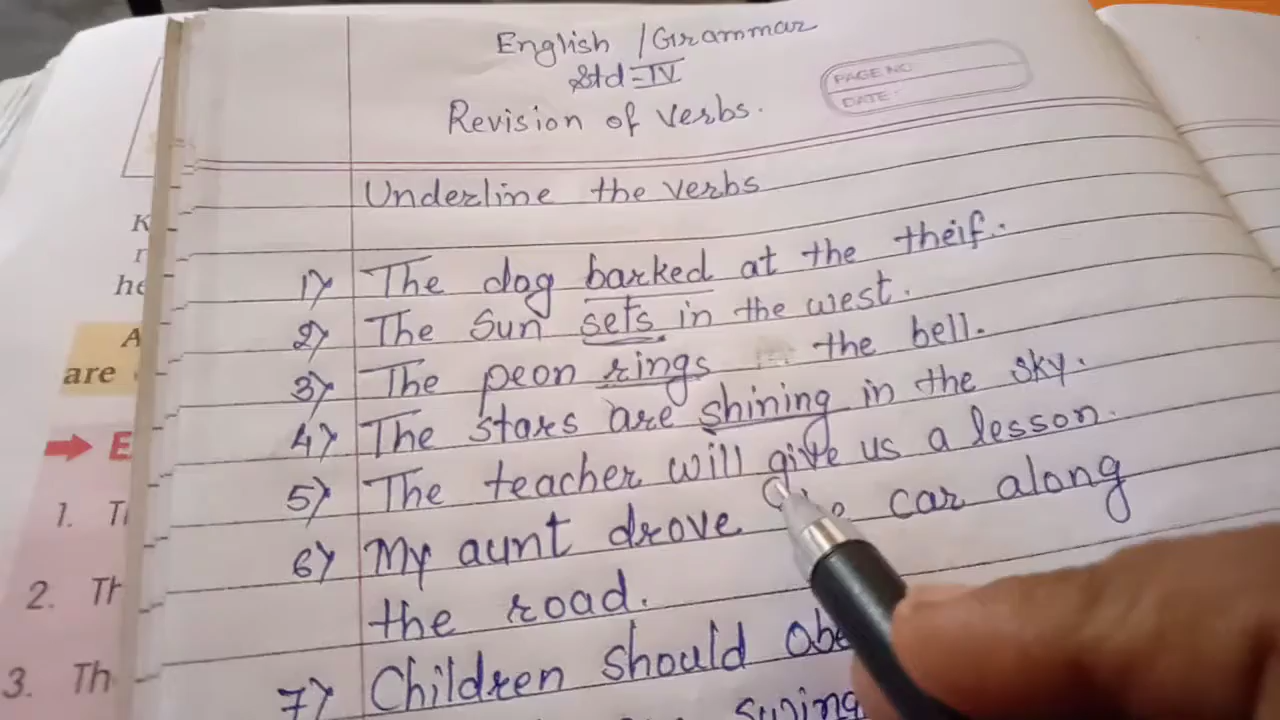 English /Grammar
Std=IV
PAGE NO
DATE:
Revision of verbs.
Underline the verbs
1) The dog barked at the theif.
2) The Sun sets in the west.
3) The peon rings the bell.
4) The stars are shining in the sky.
5) The teacher will give us a lesson.
6) My aunt drove car along
the road.
7) Children should
K
he
A
are
E
1. T
2. Th
3. Th